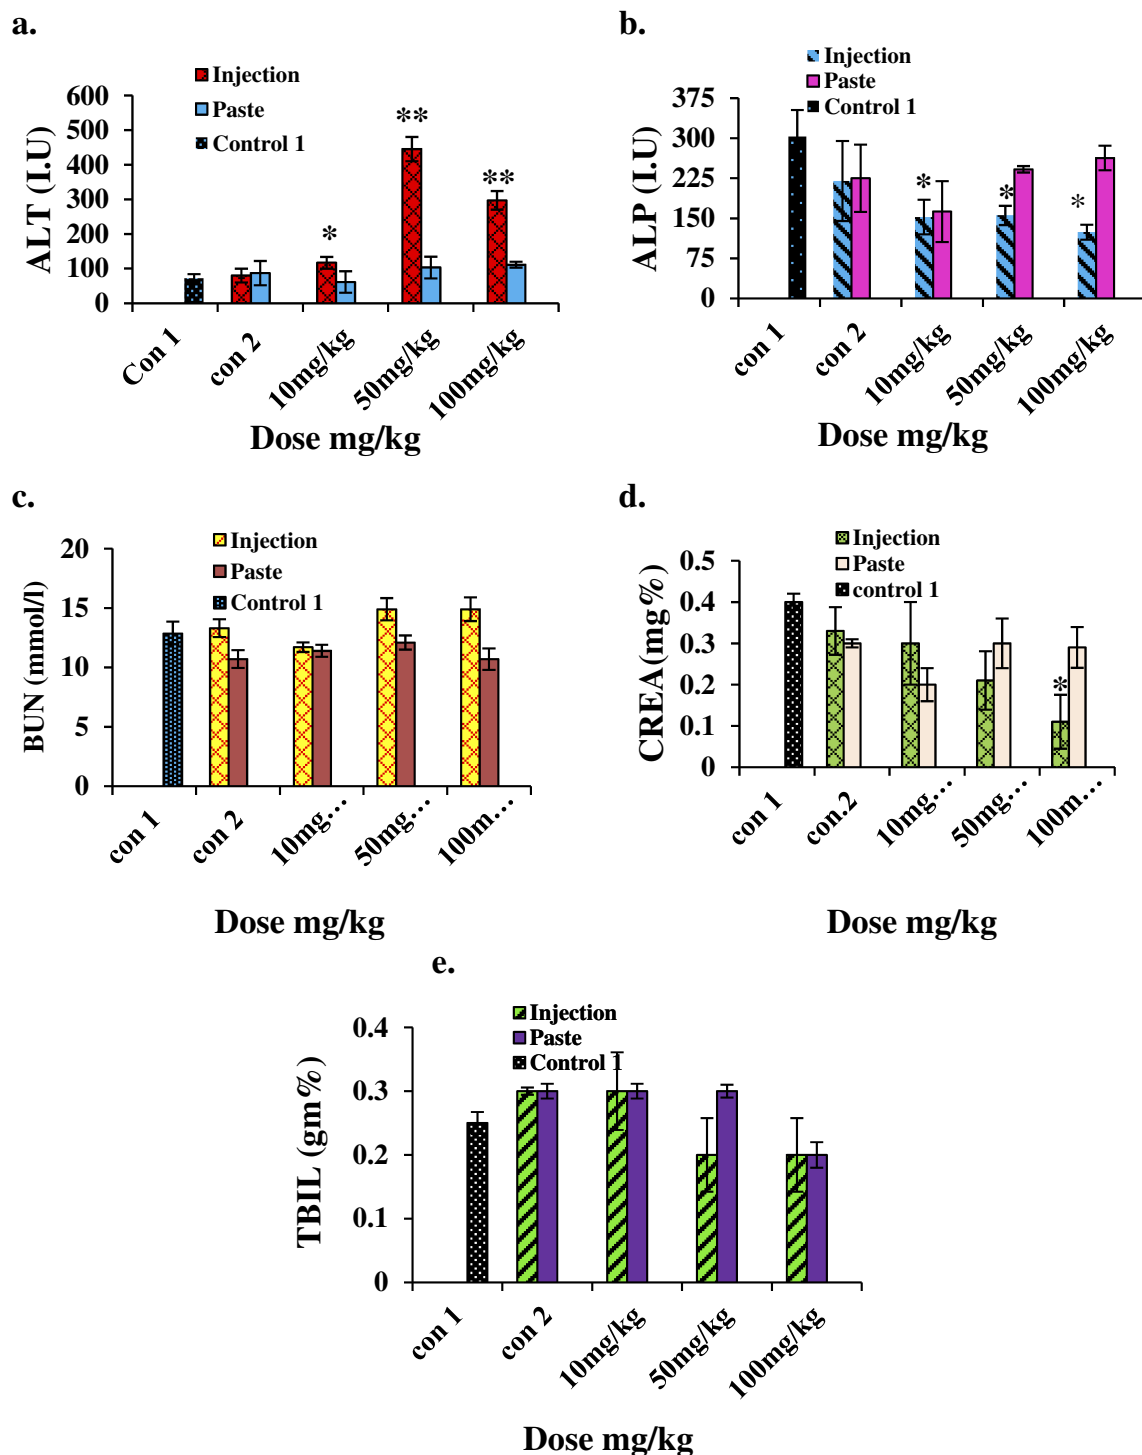 a.
Injection
Paste
Control 1
ALT (I.U)
600
500
400
300
200
100
0
*
**
**
Con 1
con 2
10mg/kg
50mg/kg
100mg/kg
Dose mg/kg
b.
Injection
Paste
Control 1
ALP (I.U)
375
300
225
150
75
0
*
*
*
con 1
con 2
10mg/kg
50mg/kg
100mg/kg
Dose mg/kg
c.
Injection
Paste
Control 1
BUN (mmol/l)
20
15
10
5
0
con 1
con 2
10mg…
50mg…
100m…
Dose mg/kg
d.
Injection
Paste
control 1
CREA(mg%)
0.5
0.4
0.3
0.2
0.1
0
*
con 1
con.2
10mg…
50mg…
100m…
Dose mg/kg
e.
Injection
Paste
Control 1
TBIL (gm%)
0.4
0.3
0.2
0.1
0
con 1
con 2
10mg/kg
50mg/kg
100mg/kg
Dose mg/kg